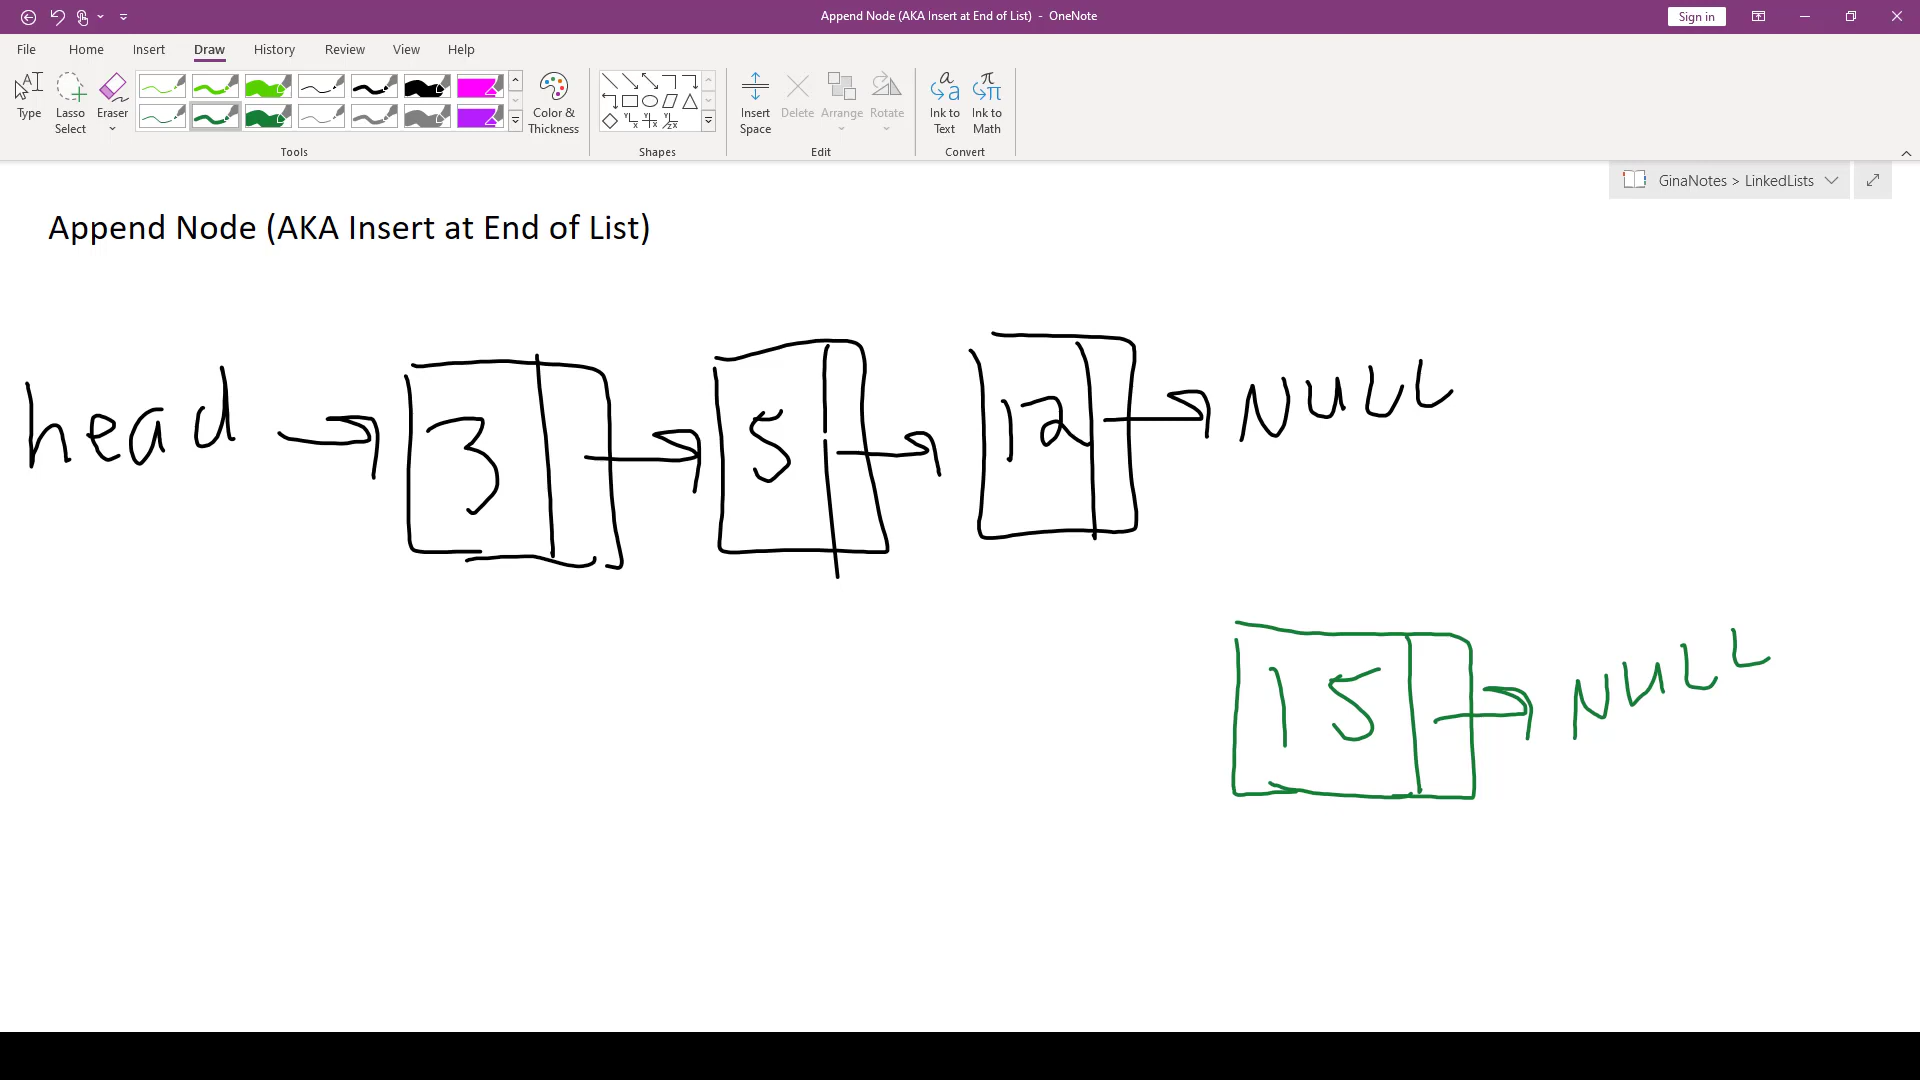 Append Node (AKA Insert at End of List) - OneNote
Sign in
File Home Insert Draw History Review View Help
Type
Lasso Select
Eraser
Color & Thickness
Insert Space
Delete
Arrange
Rotate
Ink to Text
Ink to Math
Tools
Shapes
Edit
Convert
GinaNotes > LinkedLists
Append Node (AKA Insert at End of List)
head 3 5 12 NULL
15 NULL